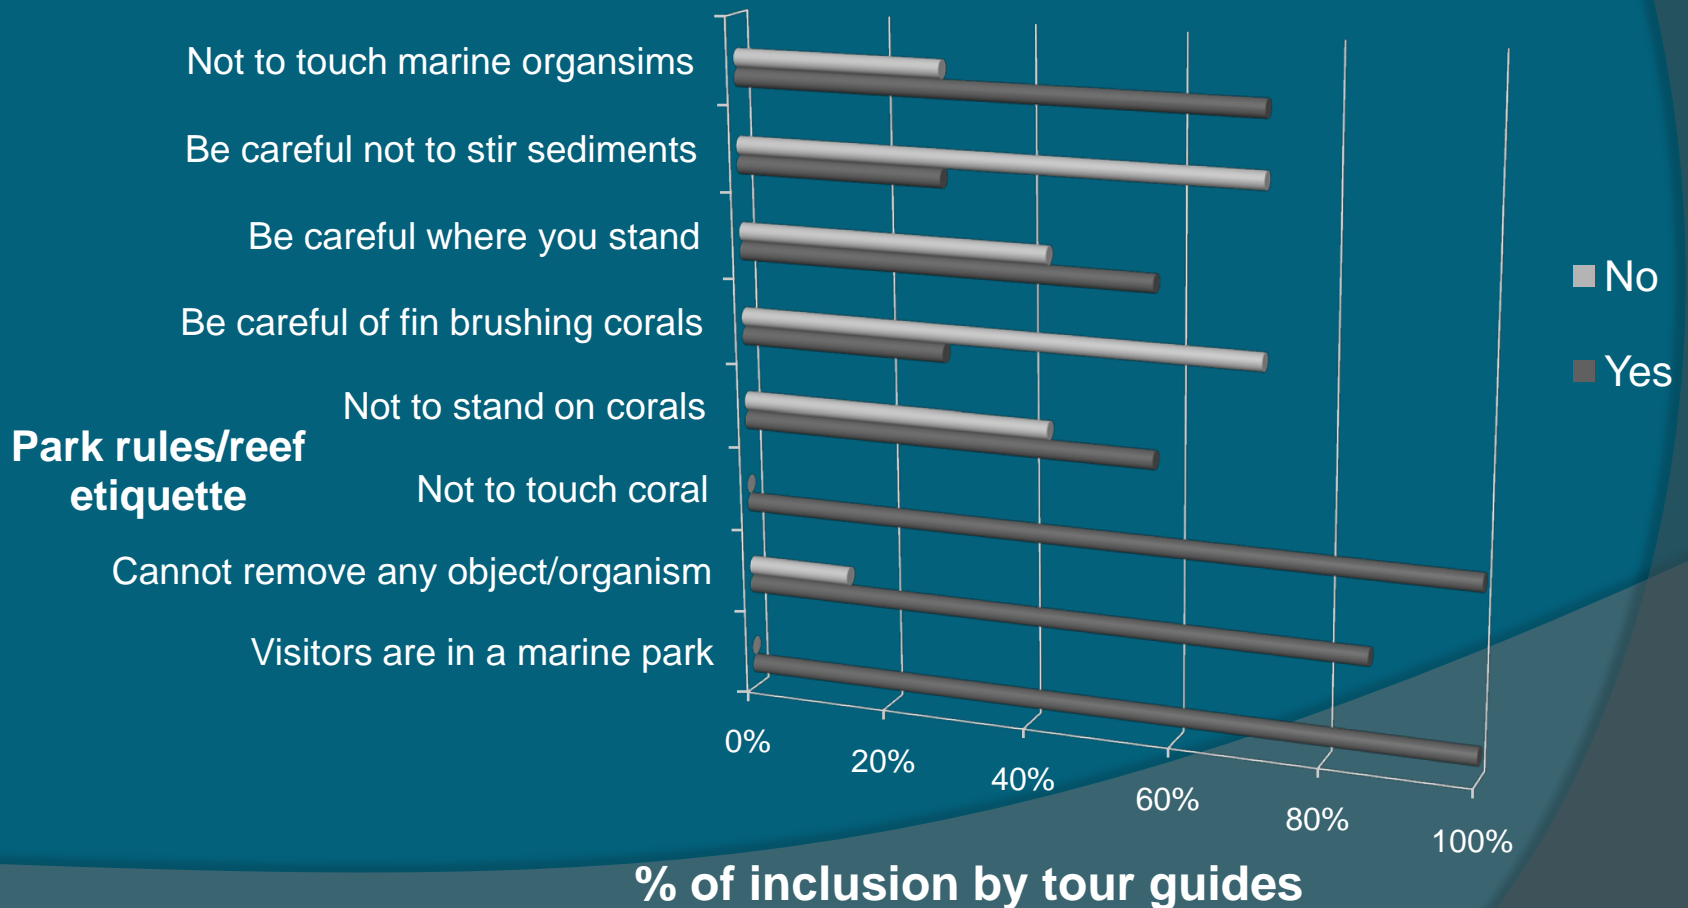 Not to touch marine organsims
Be careful not to stir sediments
Be careful where you stand
Be careful of fin brushing corals
Not to stand on corals
Park rules/reef
etiquette
Not to touch coral
Cannot remove any object/organism
Visitors are in a marine park
0%
20%
40%
60%
80%
100%
% of inclusion by tour guides
No
Yes